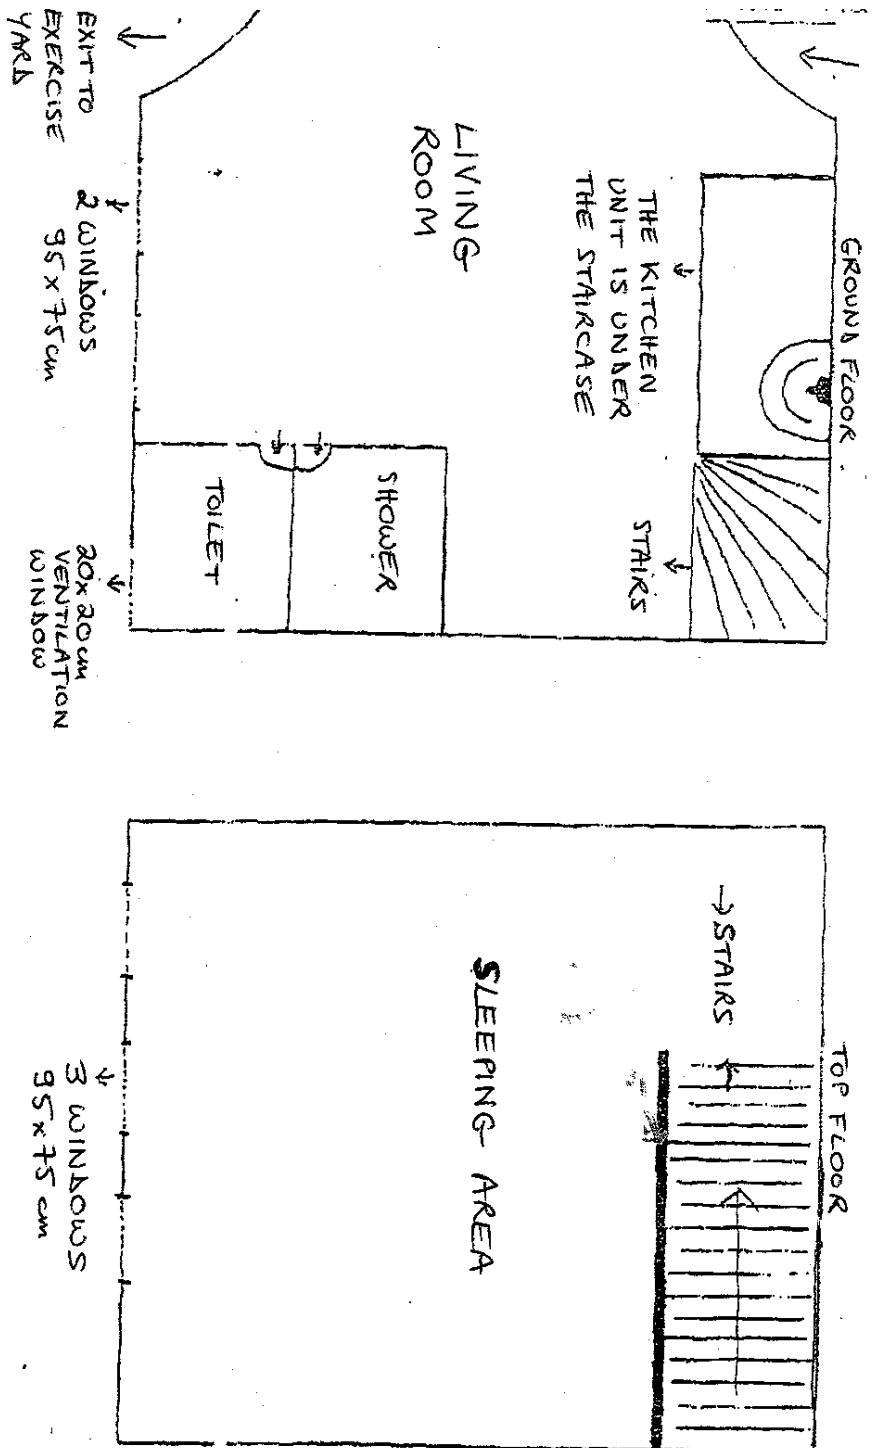 GROUND FLOOR
THE KITCHEN
UNIT IS UNDER
THE STAIRCASE
STAIRS
LIVING
ROOM
SHOWER
TOILET
EXIT TO
EXERCISE
YARD
2 WINDOWS
95 x 75 cm
20 x 20 cm
VENTILATION
WINDOW
TOP FLOOR
STAIRS
SLEEPING AREA
3 WINDOWS
95 x 75 cm